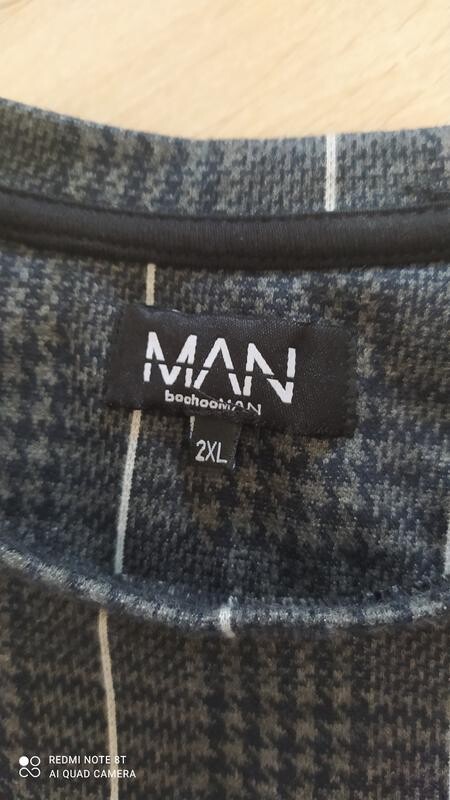 MAN
boohooMAN
2XL
REDMI NOTE 8T
AI QUAD CAMERA